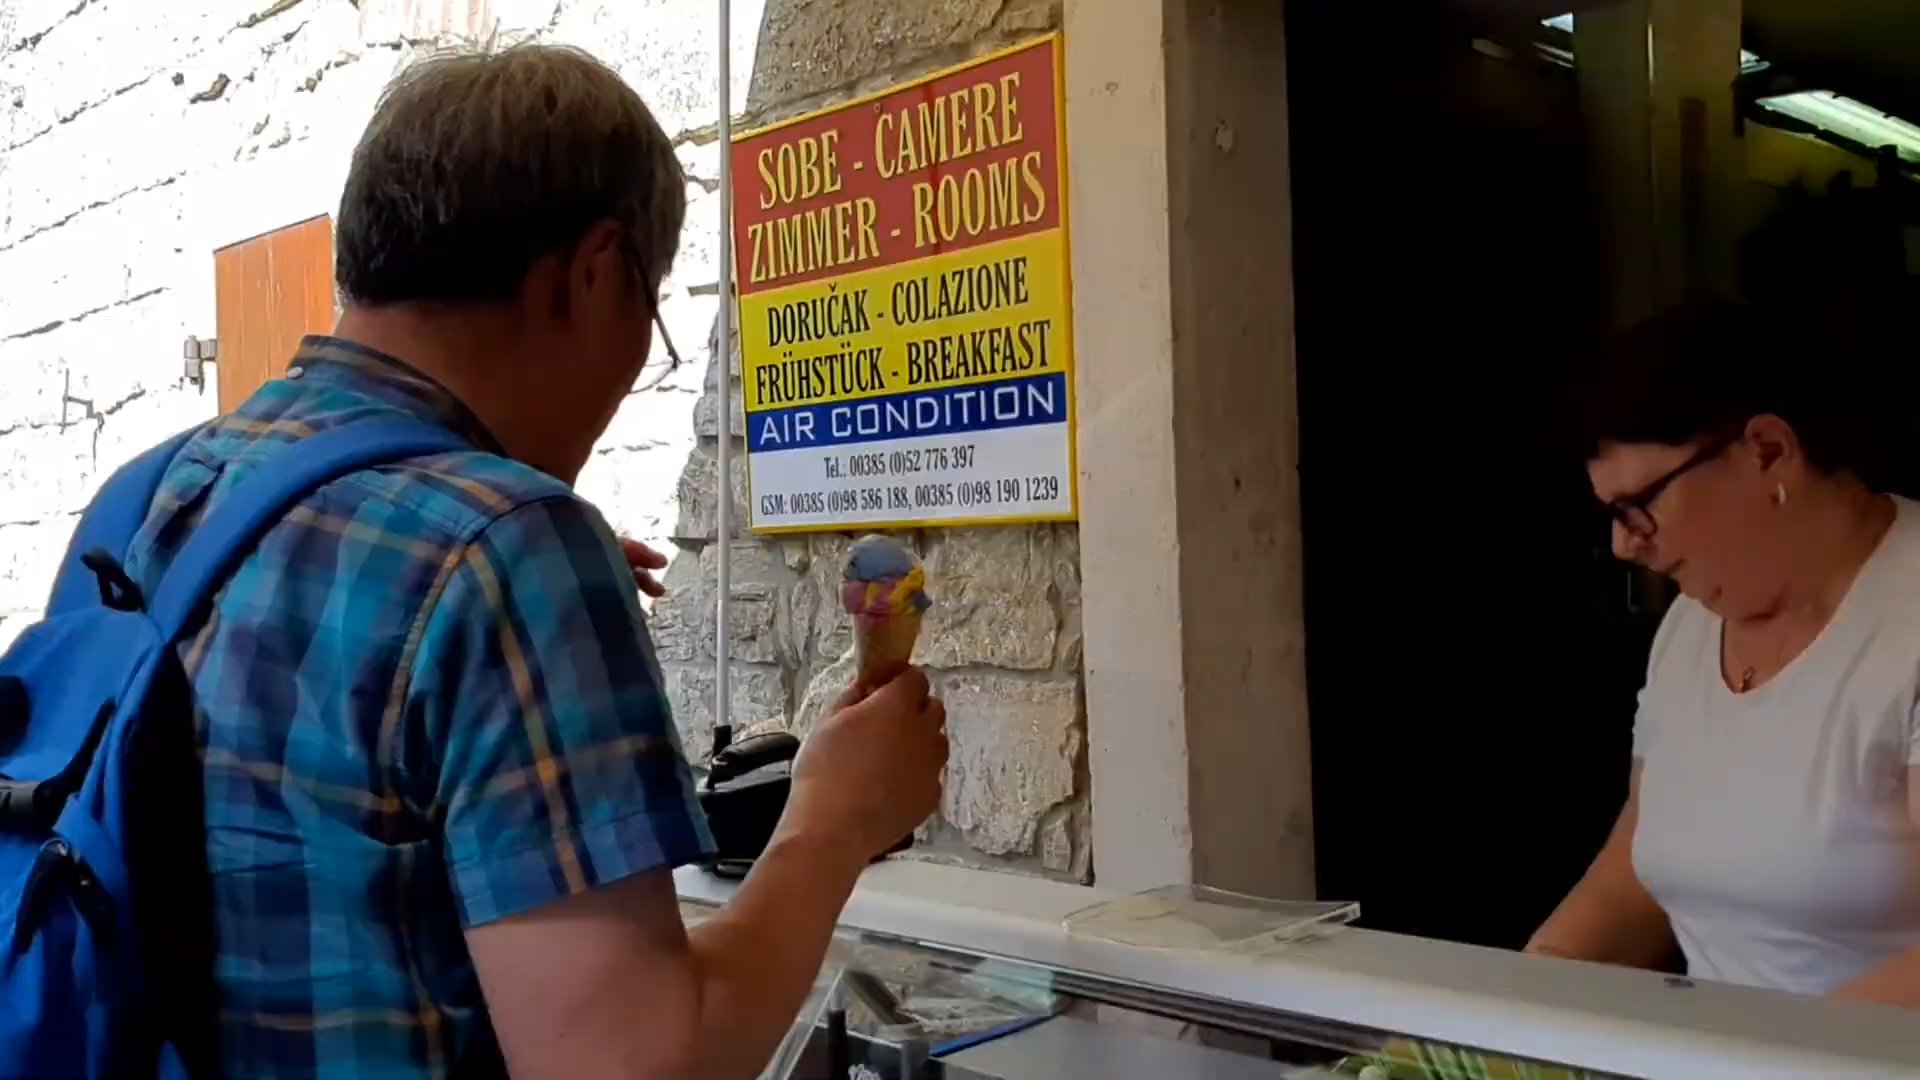 SOBE - CAMERE
ZIMMER - ROOMS
DORUČAK - COLAZIONE
FRÜHSTÜCK - BREAKFAST
AIR CONDITION
Tel.: 00385 (0)52 776 397
GSM: 00385 (0)98 586 188, 00385 (0)98 190 1239